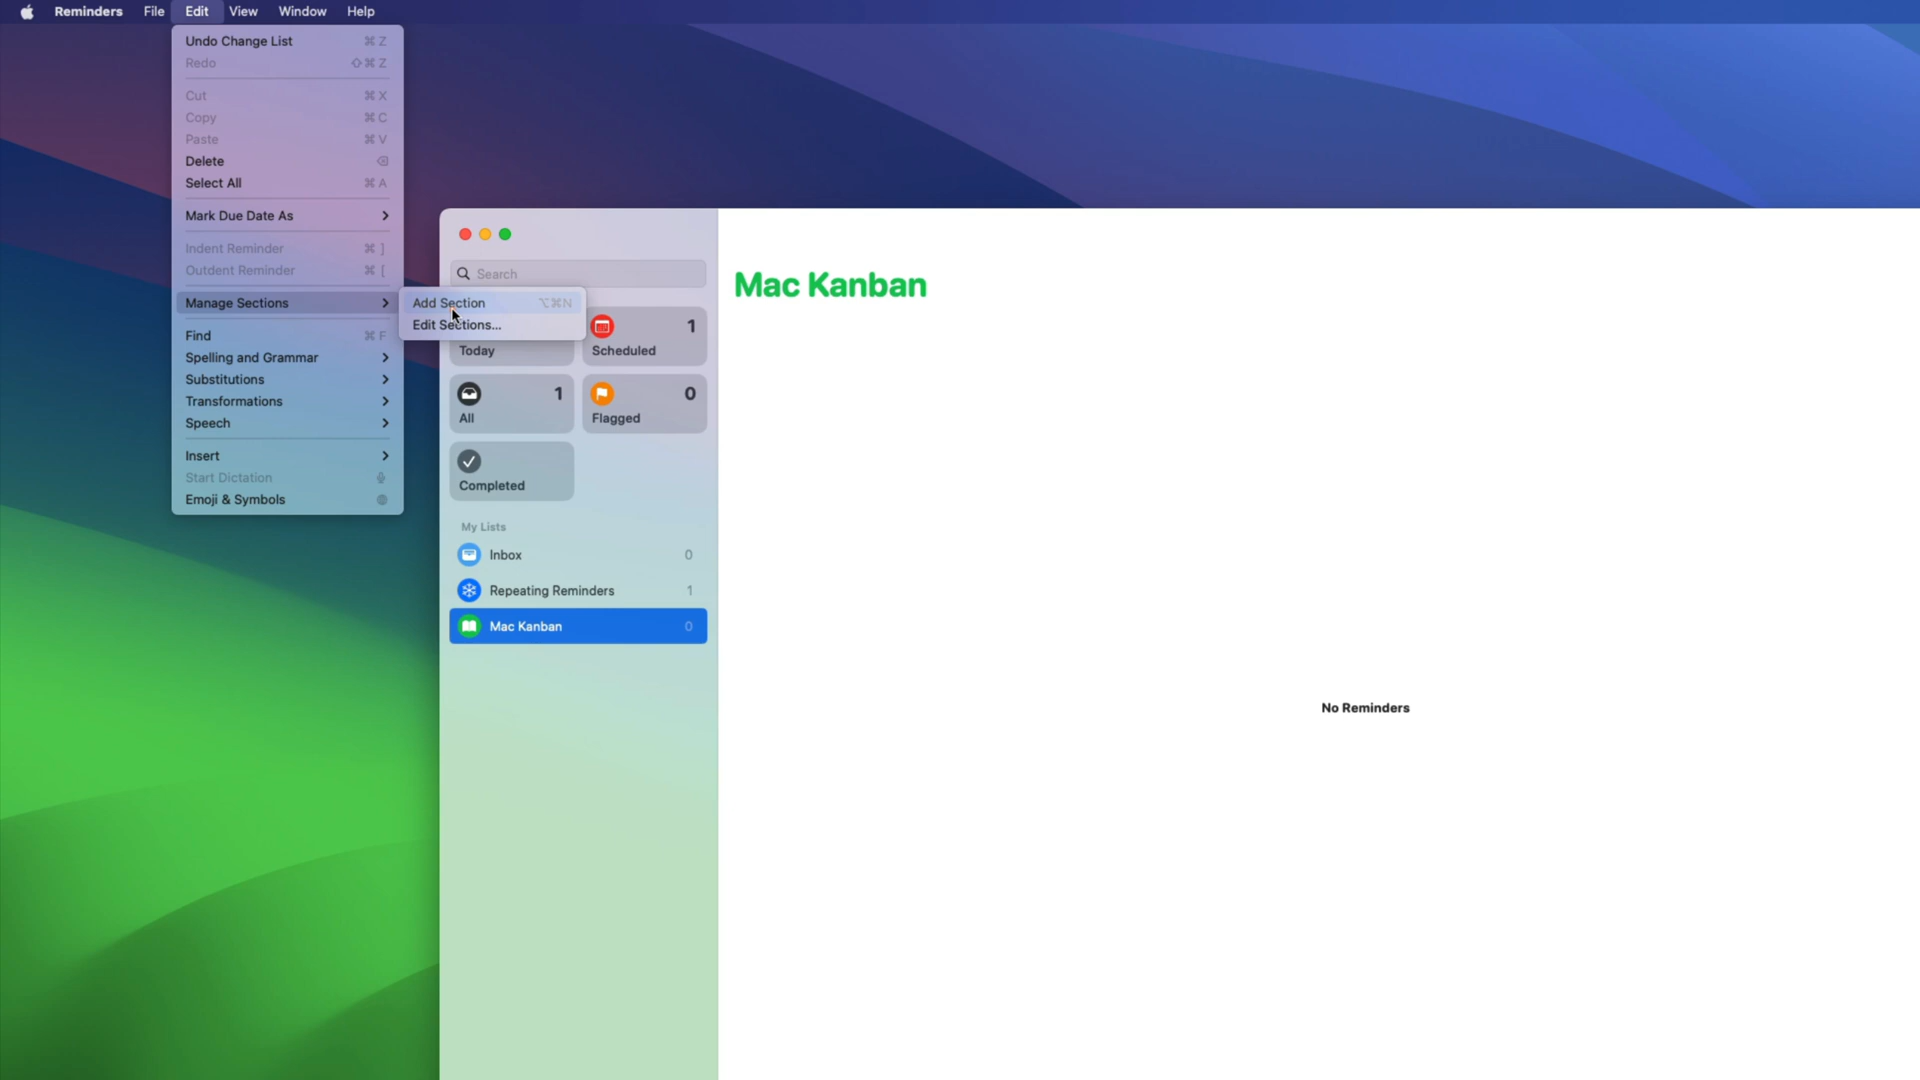 Reminders File Edit View Window Help
Undo Change List ⌘ Z
Redo ⇧ ⌘ Z
Cut ⌘ X
Copy ⌘ C
Paste ⌘ V
Delete ⌫
Select All ⌘ A
Mark Due Date As
Indent Reminder ⌘ ]
Outdent Reminder ⌘ [
Manage Sections
Find ⌘ F
Spelling and Grammar
Substitutions
Transformations
Speech
Insert
Start Dictation
Emoji & Symbols
Add Section ⌥⌘N
Edit Sections...
Search
Today
1
Scheduled
1
All
0
Flagged
Completed
My Lists
Inbox 0
Repeating Reminders 1
Mac Kanban 0
Mac Kanban
No Reminders